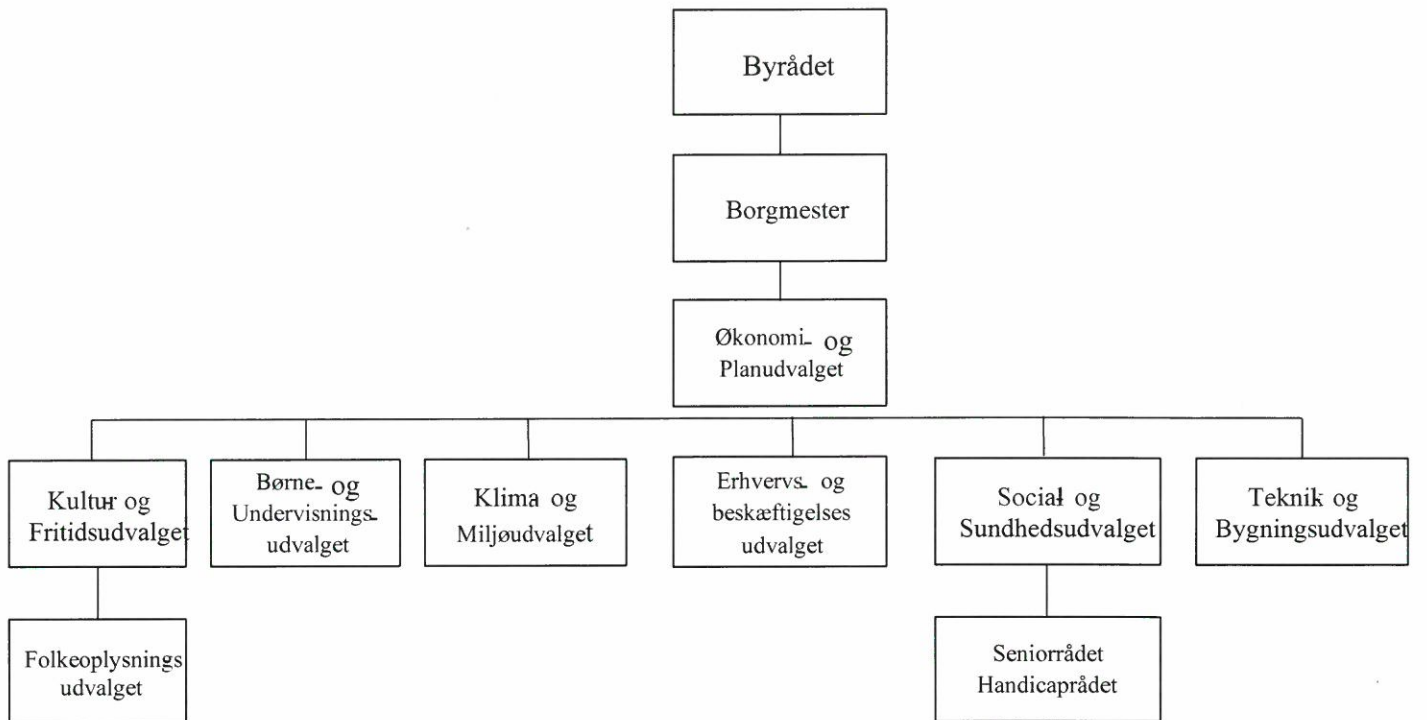 Byrådet
Borgmester
Økonomi- og
Planudvalget
Kultur og
Fritidsudvalget
Børne- og
Undervisnings-
udvalget
Klima og
Miljøudvalget
Erhvervs- og
beskæftigelses
udvalget
Social og
Sundhedsudvalget
Teknik og
Bygningsudvalget
Folkeoplysnings
udvalget
Seniorrådet
Handicaprådet